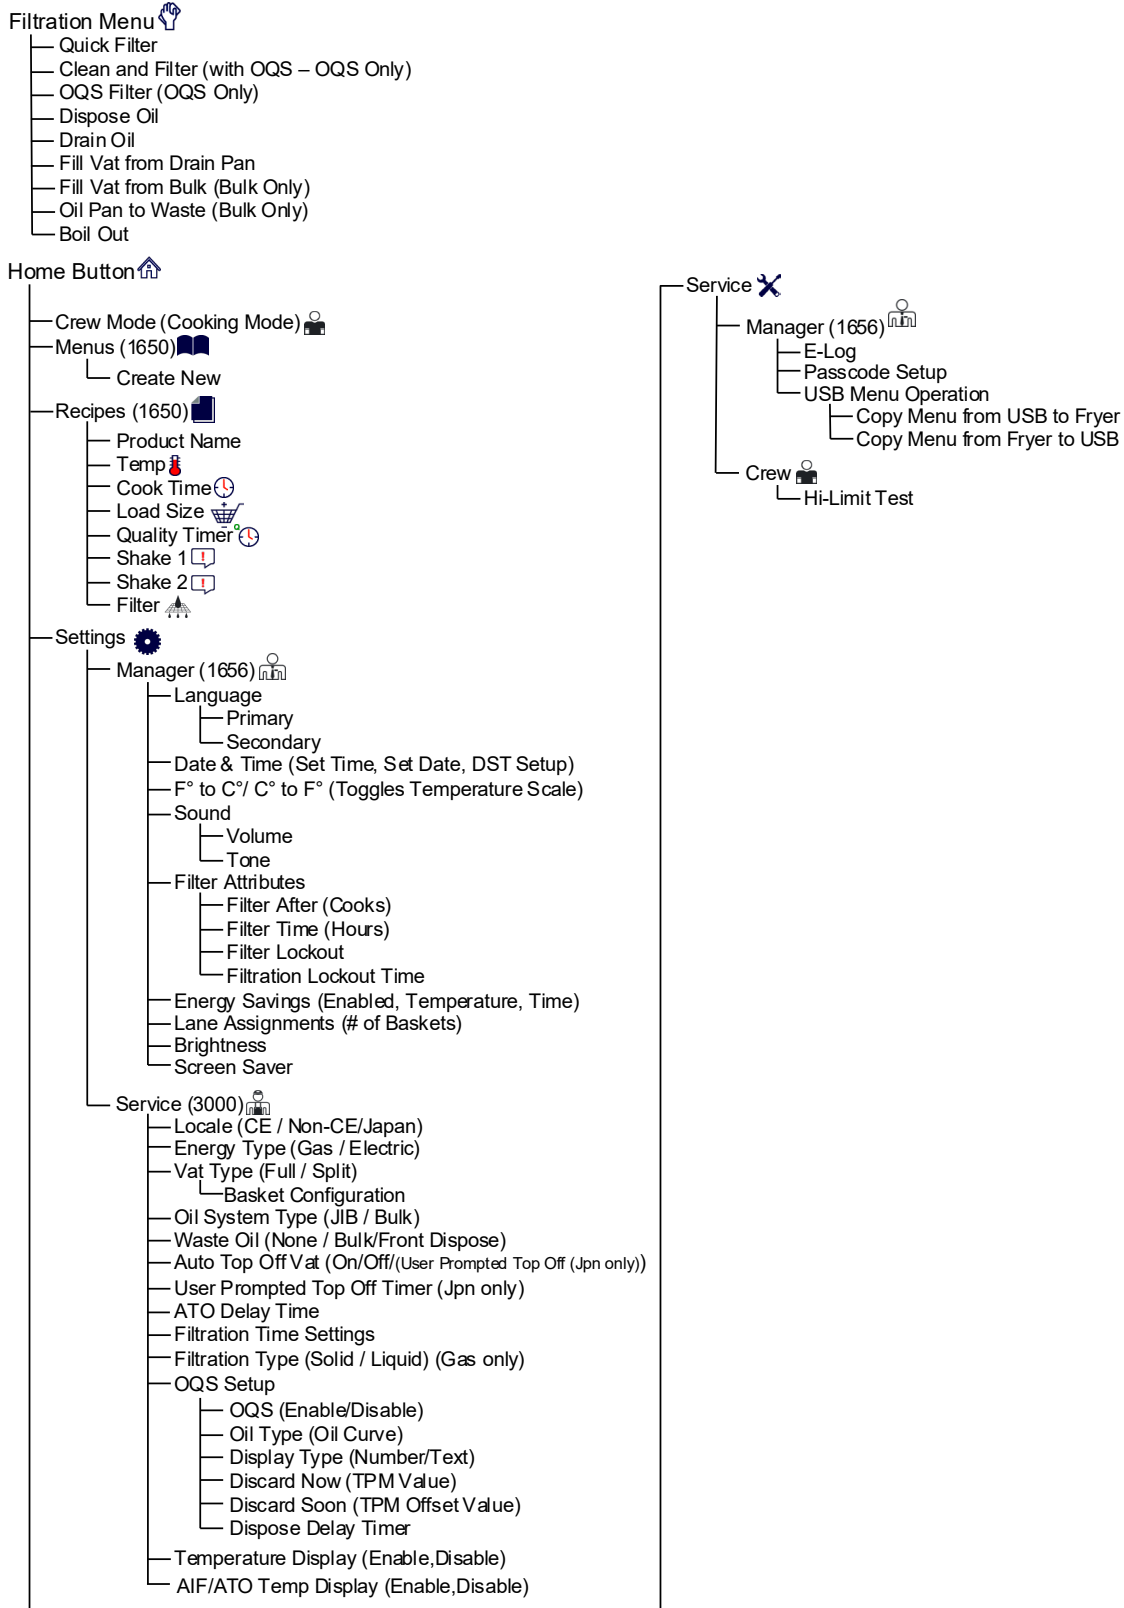 Filtration Menu
Quick Filter
Clean and Filter (with OQS – OQS Only)
OQS Filter (OQS Only)
Dispose Oil
Drain Oil
Fill Vat from Drain Pan
Fill Vat from Bulk (Bulk Only)
Oil Pan to Waste (Bulk Only)
Boil Out
Home Button
Crew Mode (Cooking Mode)
Menus (1650)
Create New
Recipes (1650)
Product Name
Temp
Cook Time
Load Size
Quality Timer
Shake 1
Shake 2
Filter
Settings
Manager (1656)
Language
Primary
Secondary
Date & Time (Set Time, Set Date, DST Setup)
F° to C°/ C° to F° (Toggles Temperature Scale)
Sound
Volume
Tone
Filter Attributes
Filter After (Cooks)
Filter Time (Hours)
Filter Lockout
Filtration Lockout Time
Energy Savings (Enabled, Temperature, Time)
Lane Assignments (# of Baskets)
Brightness
Screen Saver
Service (3000)
Locale (CE / Non-CE/Japan)
Energy Type (Gas / Electric)
Vat Type (Full / Split)
Basket Configuration
Oil System Type (JIB / Bulk)
Waste Oil (None / Bulk/Front Dispose)
Auto Top Off Vat (On/Off/(User Prompted Top Off (Jpn only))
User Prompted Top Off Timer (Jpn only)
ATO Delay Time
Filtration Time Settings
Filtration Type (Solid / Liquid) (Gas only)
OQS Setup
OQS (Enable/Disable)
Oil Type (Oil Curve)
Display Type (Number/Text)
Discard Now (TPM Value)
Discard Soon (TPM Offset Value)
Dispose Delay Timer
Temperature Display (Enable,Disable)
AIF/ATO Temp Display (Enable,Disable)
Service
Manager (1656)
E-Log
Passcode Setup
USB Menu Operation
Copy Menu from USB to Fryer
Copy Menu from Fryer to USB
Crew
Hi-Limit Test